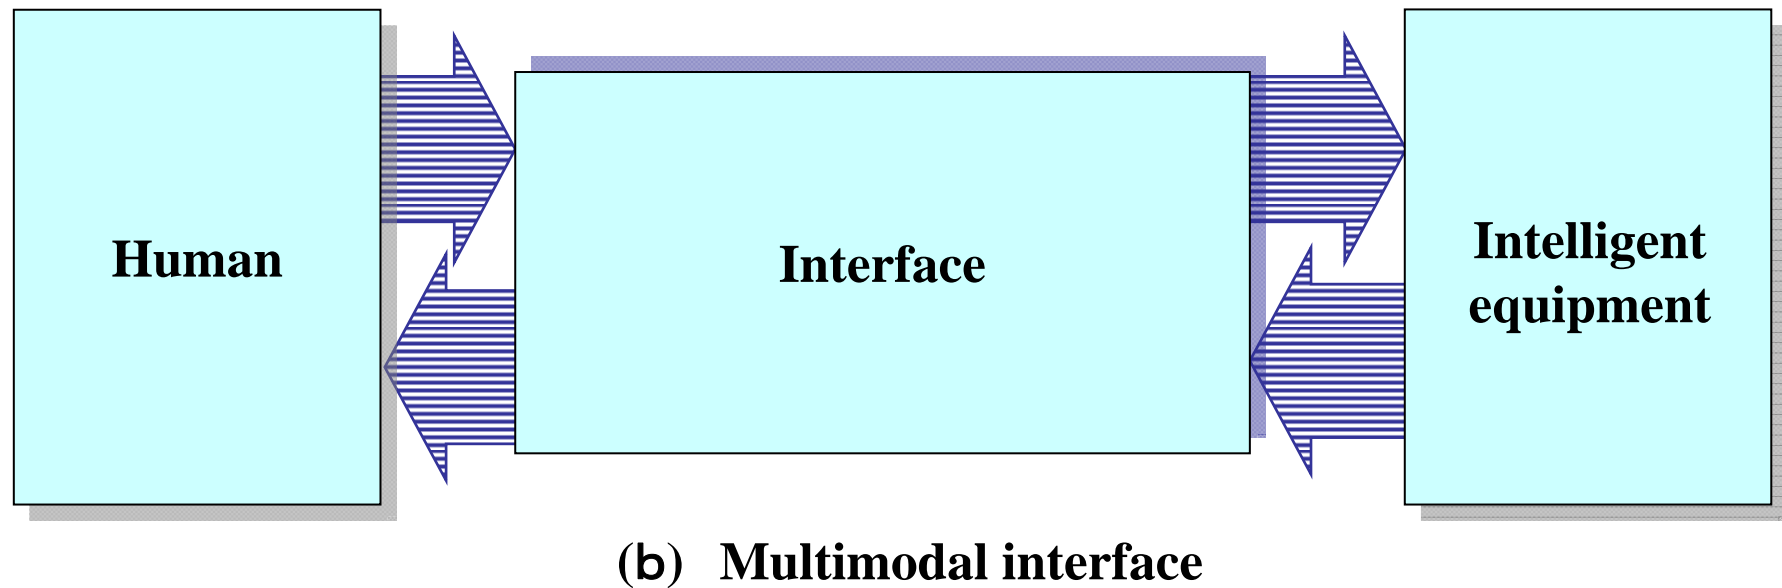 Human
Interface
Intelligent
equipment
(b) Multimodal interface